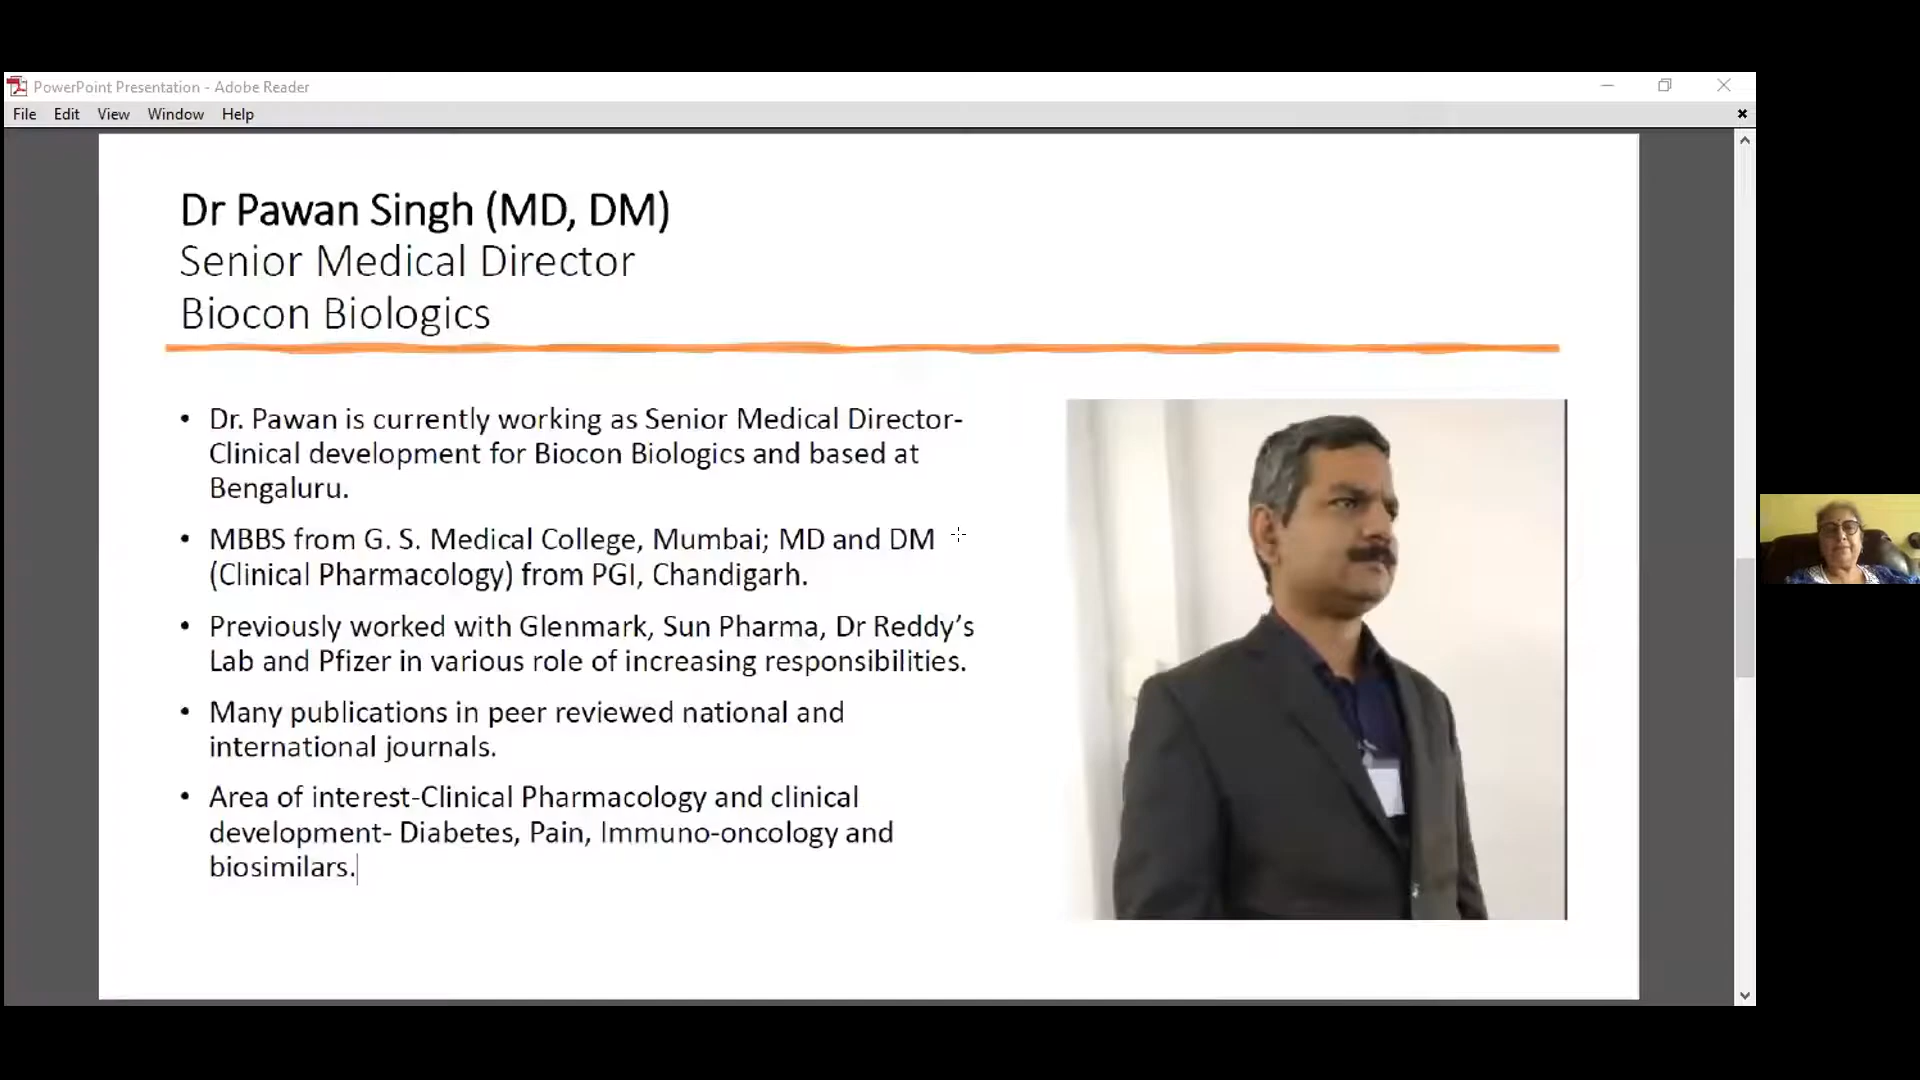 PowerPoint Presentation - Adobe Reader
File Edit View Window Help
Dr Pawan Singh (MD, DM)
Senior Medical Director
Biocon Biologics
• Dr. Pawan is currently working as Senior Medical Director-
Clinical development for Biocon Biologics and based at
Bengaluru.
• MBBS from G. S. Medical College, Mumbai; MD and DM
(Clinical Pharmacology) from PGI, Chandigarh.
• Previously worked with Glenmark, Sun Pharma, Dr Reddy’s
Lab and Pfizer in various role of increasing responsibilities.
• Many publications in peer reviewed national and
international journals.
• Area of interest-Clinical Pharmacology and clinical
development- Diabetes, Pain, Immuno-oncology and
biosimilars.